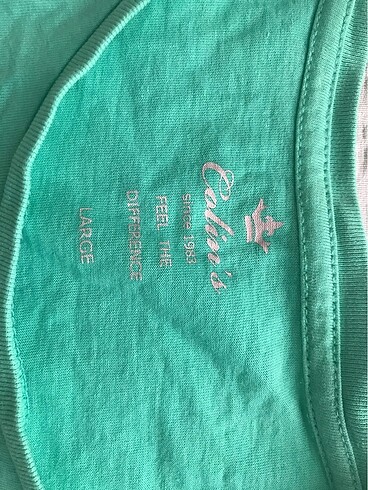 Colin's
since 1983
FEEL THE
DIFFERENCE
LARGE